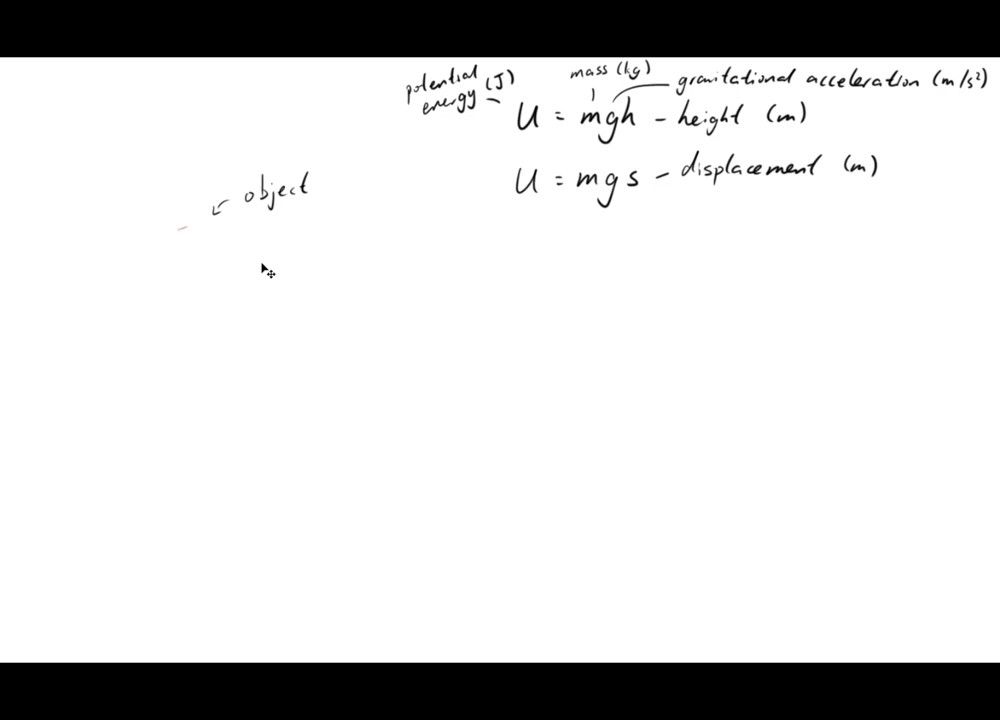 potential energy (J)
mass (kg)
gravitational acceleration (m/s²)
U = mgh - height (m)
U = mgs - displacement (m)
object